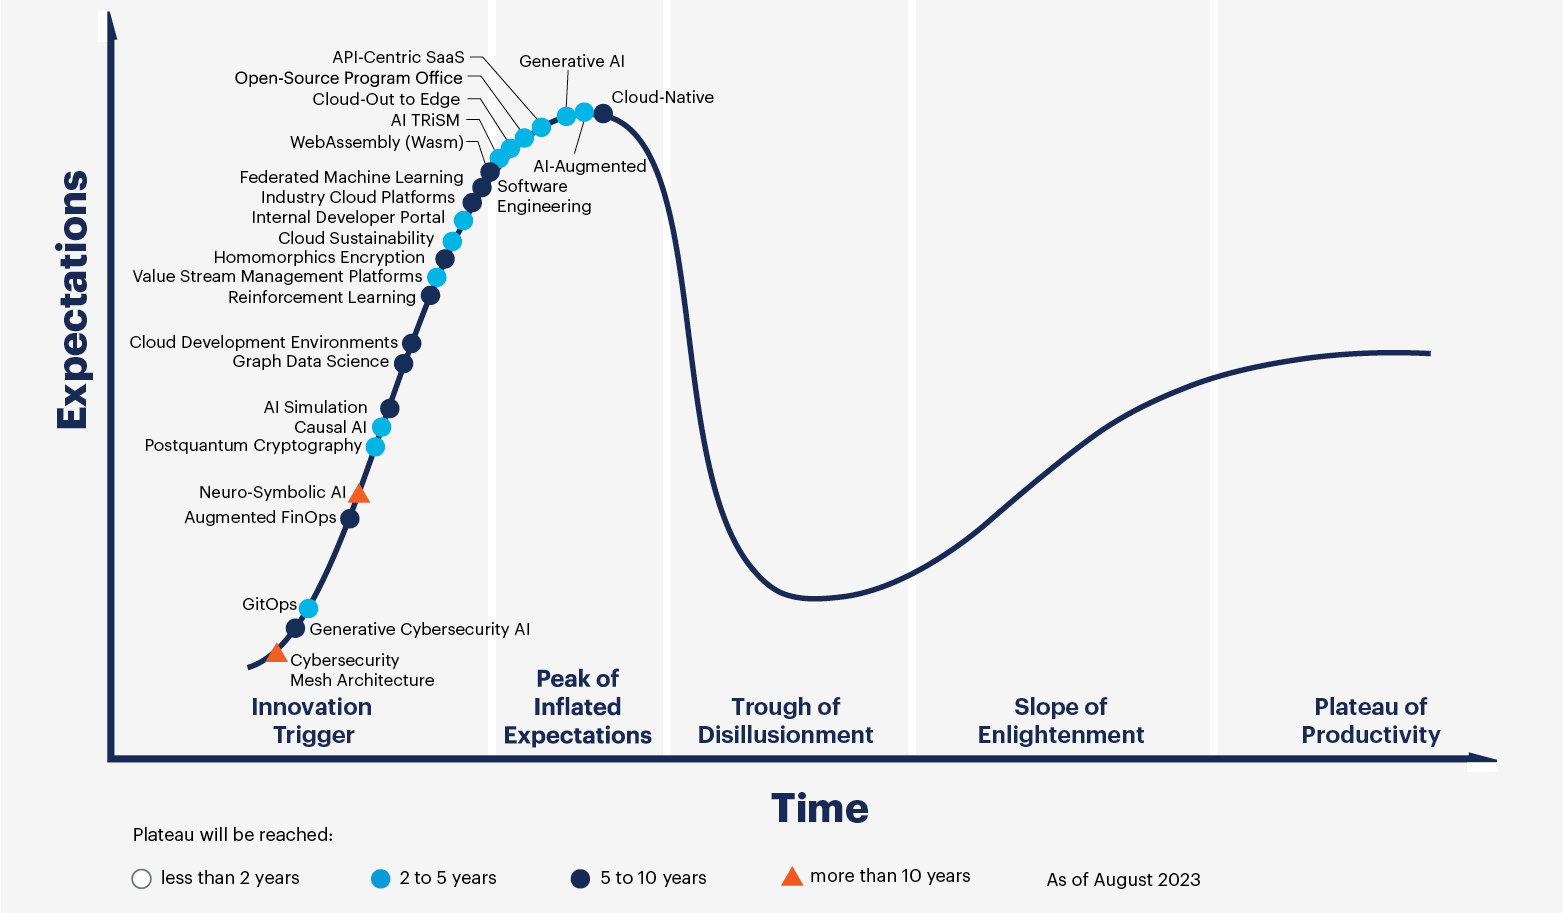 API-Centric SaaS
Generative AI
Open-Source Program Office
Cloud-Native
Cloud-Out to Edge
AI TRiSM
WebAssembly (Wasm)
AI-Augmented
Software
Engineering
Federated Machine Learning
Industry Cloud Platforms
Internal Developer Portal
Cloud Sustainability
Homomorphics Encryption
Value Stream Management Platforms
Reinforcement Learning
Cloud Development Environments
Graph Data Science
AI Simulation
Causal AI
Postquantum Cryptography
Neuro-Symbolic AI
Augmented FinOps
GitOps
Generative Cybersecurity AI
Cybersecurity
Mesh Architecture
Expectations
Innovation
Trigger
Peak of
Inflated
Expectations
Trough of
Disillusionment
Slope of
Enlightenment
Plateau of
Productivity
Time
Plateau will be reached:
less than 2 years
2 to 5 years
5 to 10 years
more than 10 years
As of August 2023